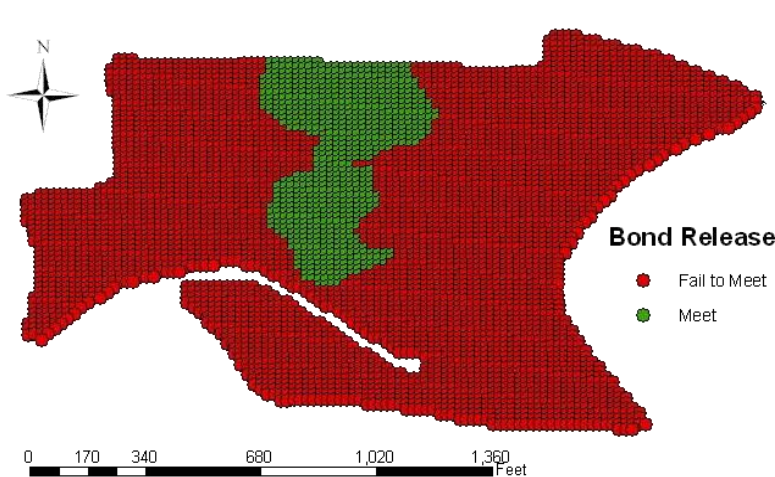 N
Bond Release
Fail to Meet
Meet
0 170 340 680 1,020 1,360
Feet